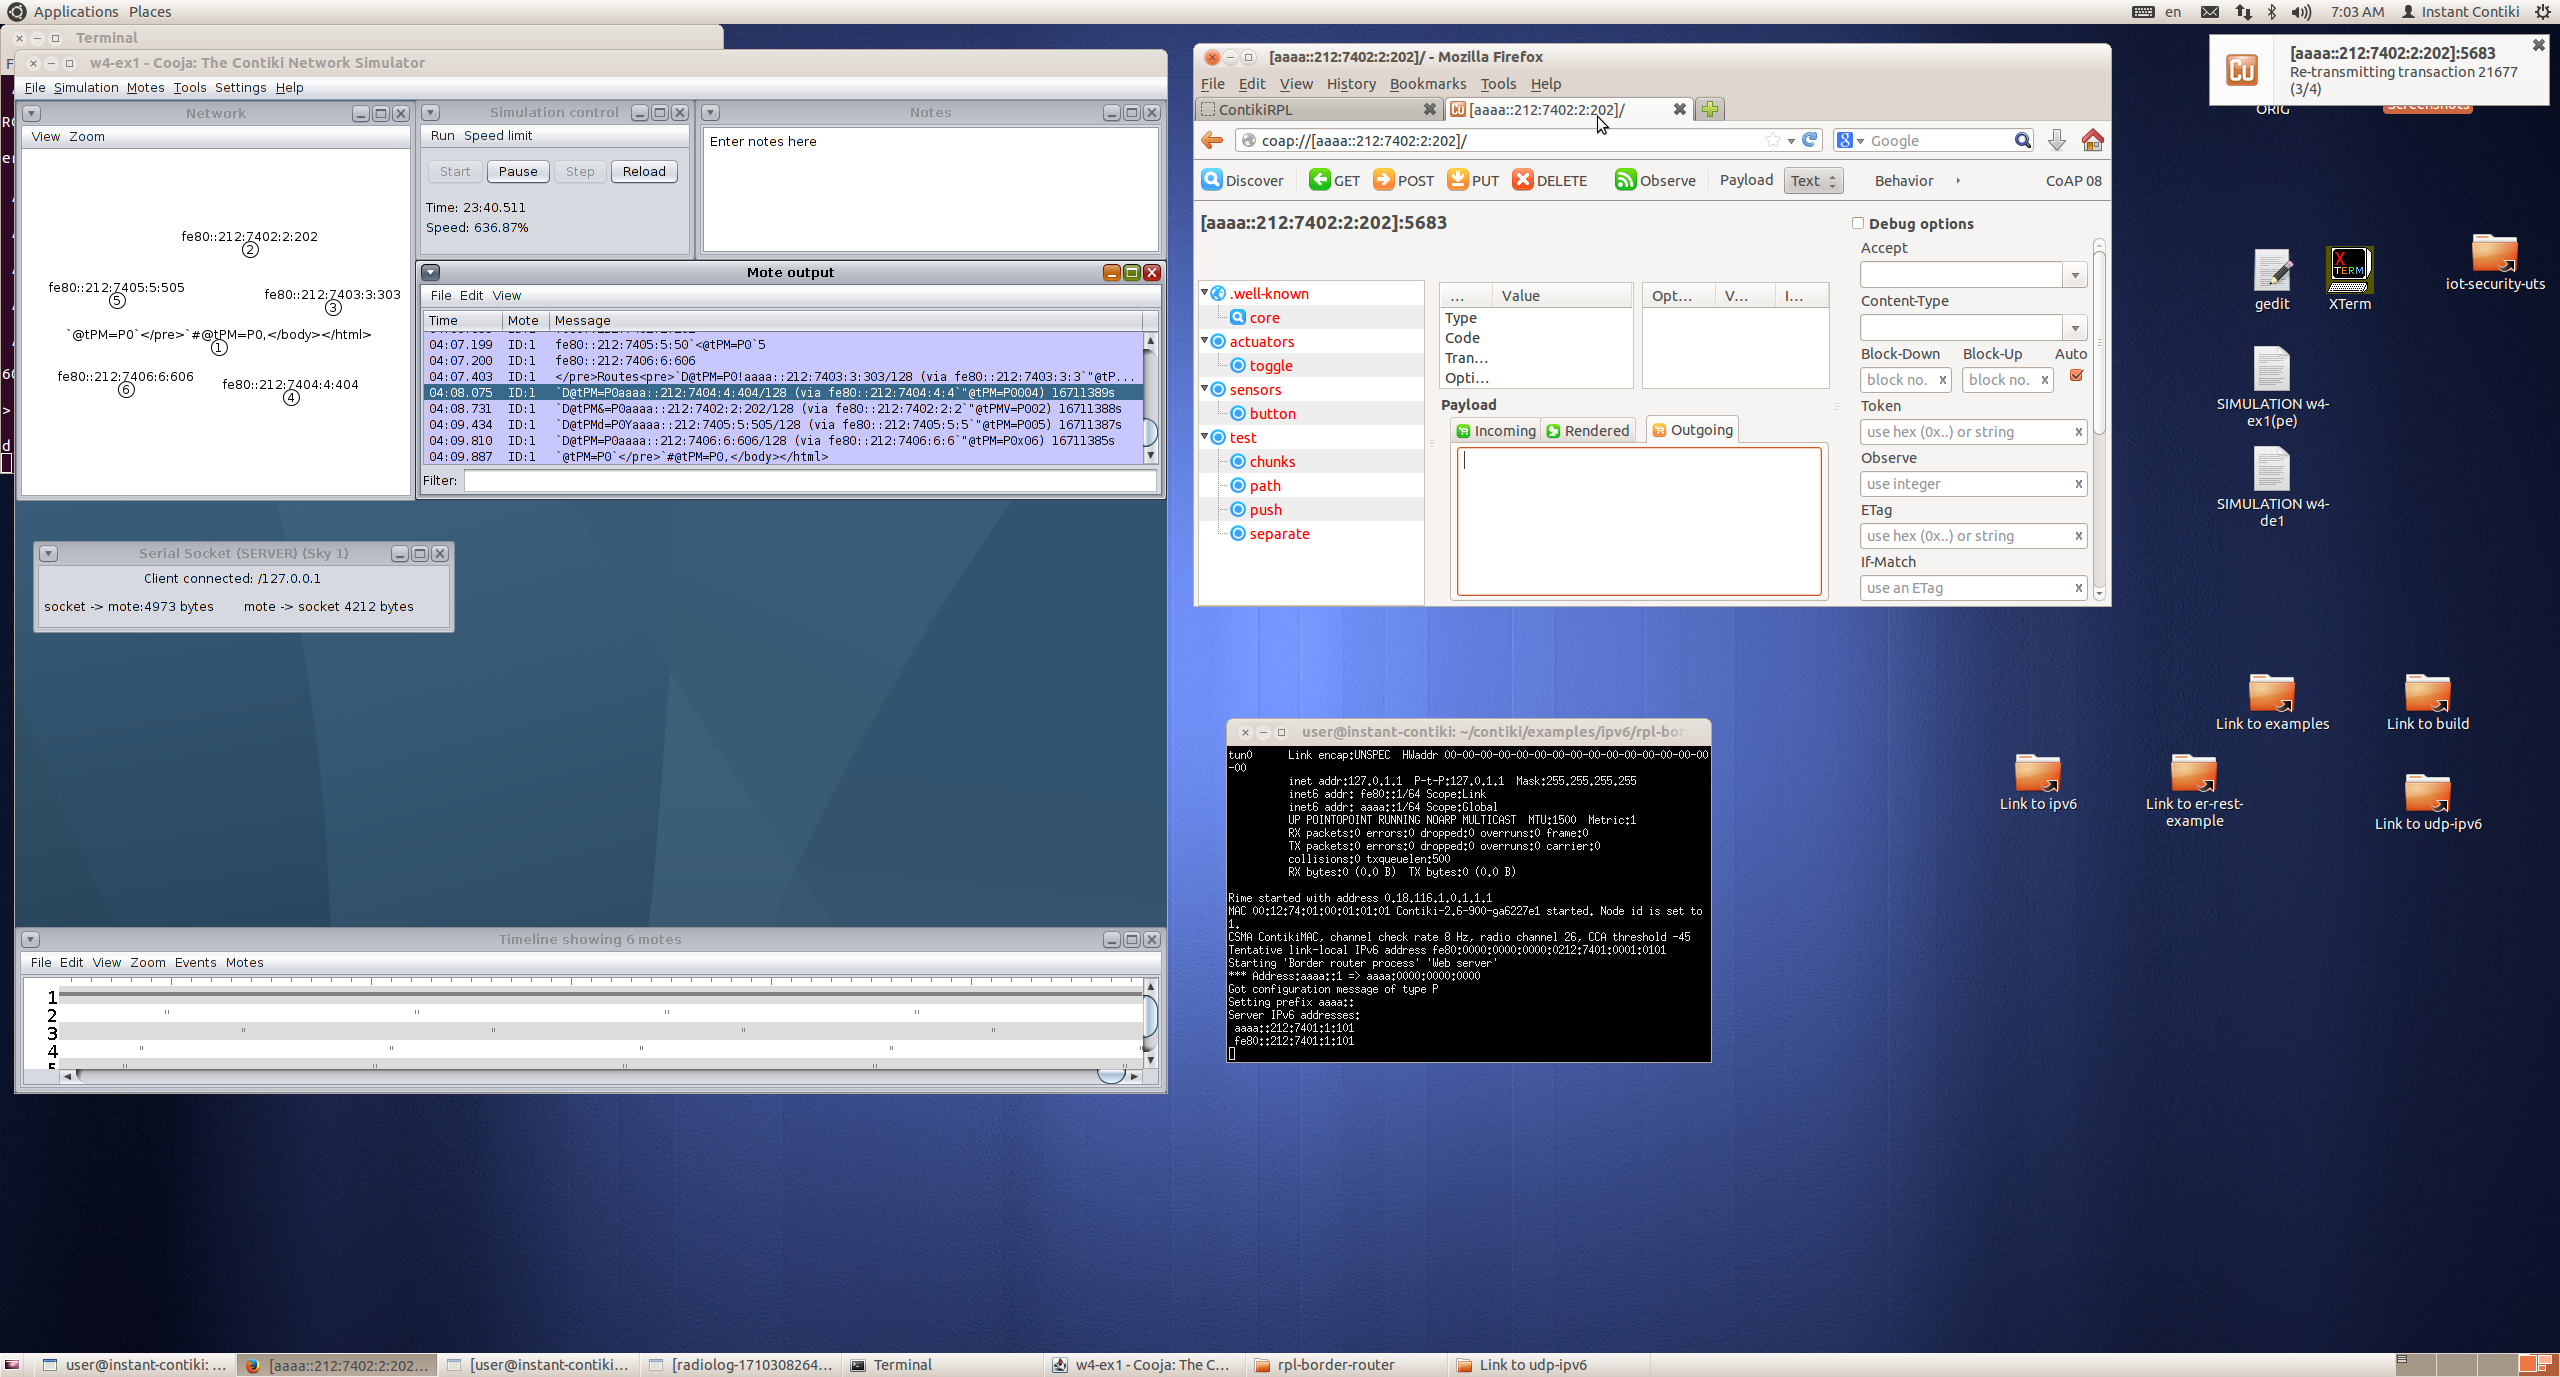 Applications Places
en
7:03 AM
Instant Contiki
Terminal
w4-ex1 - Cooja: The Contiki Network Simulator
File Simulation Motes Tools Settings Help
Network
View Zoom
fe80::212:7402:2:202
2
fe80::212:7405:5:505
5
fe80::212:7403:3:303
3
`@tPM=P0`</pre>`#@tPM=P0,</body></html>
1
fe80::212:7406:6:606
6
fe80::212:7404:4:404
4
Simulation control
Run Speed limit
Start Pause Step Reload
Time: 23:40.511
Speed: 636.87%
Notes
Enter notes here
Mote output
File Edit View
Time Mote Message
04:07.199 ID:1 fe80::212:7405:5:50`<@tPM=P0`5
04:07.200 ID:1 fe80::212:7406:6:606
04:07.403 ID:1 </pre>Routes<pre>`D@tPM=P0!aaaa::212:7403:3:303/128 (via fe80::212:7403:3:3`"@tP...
04:08.075 ID:1 `D@tPM=P0aaaa::212:7404:4:404/128 (via fe80::212:7404:4:4`"@tPM=P0004) 16711389s
04:08.731 ID:1 `D@tPM&=P0aaaa::212:7402:2:202/128 (via fe80::212:7402:2:2`"@tPMV=P002) 16711388s
04:09.434 ID:1 `D@tPMd=P0Yaaaa::212:7405:5:505/128 (via fe80::212:7405:5:5`"@tPM=P005) 16711387s
04:09.810 ID:1 `D@tPM=P0aaaa::212:7406:6:606/128 (via fe80::212:7406:6:6`"@tPM=P0x06) 16711385s
04:09.887 ID:1 `@tPM=P0`</pre>`#@tPM=P0,</body></html>
Filter:
Serial Socket (SERVER) (Sky 1)
Client connected: /127.0.0.1
socket -> mote:4973 bytes mote -> socket 4212 bytes
Timeline showing 6 motes
File Edit View Zoom Events Motes
1
2
3
4
5
[aaaa::212:7402:2:202]/ - Mozilla Firefox
File Edit View History Bookmarks Tools Help
ContikiRPL
[aaaa::212:7402:2:202]/
coap://[aaaa::212:7402:2:202]/
Google
Discover GET POST PUT DELETE Observe Payload Text Behavior CoAP 08
[aaaa::212:7402:2:202]:5683
.well-known
core
actuators
toggle
sensors
button
test
chunks
path
push
separate
... Value
Type
Code
Tran...
Opti...
Opt... V... I...
Payload
Incoming Rendered Outgoing
Debug options
Accept
Content-Type
Block-Down Block-Up Auto
block no. x block no. x
Token
use hex (0x..) or string x
Observe
use integer x
ETag
use hex (0x..) or string x
If-Match
use an ETag x
Cu
[aaaa::212:7402:2:202]:5683
Re-transmitting transaction 21677
(3/4)
ORIG
Screenshots
gedit
XTerm
iot-security-uts
SIMULATION w4-
ex1(pe)
SIMULATION w4-
de1
Link to examples
Link to build
Link to ipv6
Link to er-rest-
example
Link to udp-ipv6
user@instant-contiki: ~/contiki/examples/ipv6/rpl-bor
tun0 Link encap:UNSPEC HWaddr 00-00-00-00-00-00-00-00-00-00-00-00-00-00-00
-00
inet addr:127.0.1.1 P-t-P:127.0.1.1 Mask:255.255.255.255
inet6 addr: fe80::1/64 Scope:Link
inet6 addr: aaaa::1/64 Scope:Global
UP POINTOPOINT RUNNING NOARP MULTICAST MTU:1500 Metric:1
RX packets:0 errors:0 dropped:0 overruns:0 frame:0
TX packets:0 errors:0 dropped:0 overruns:0 carrier:0
collisions:0 txqueuelen:500
RX bytes:0 (0.0 B) TX bytes:0 (0.0 B)
Rime started with address 0.18.116.1.0.1.1.1
MAC 00:12:74:01:00:01:01:01 Contiki-2.6-900-ga6227e1 started. Node id is set to
1.
CSMA ContikiMAC, channel check rate 8 Hz, radio channel 26, CCA threshold -45
Tentative link-local IPv6 address fe80:0000:0000:0000:0212:7401:0001:0101
Starting 'Border router process' 'Web server'
*** Address:aaaa::1 => aaaa:0000:0000:0000
Got configuration message of type P
Setting prefix aaaa::
Server IPv6 addresses:
aaaa::212:7401:1:101
fe80::212:7401:1:101
user@instant-contiki: ...
[aaaa::212:7402:2:202...
[user@instant-contiki...
[radiolog-1710308264...
Terminal
w4-ex1 - Cooja: The C...
rpl-border-router
Link to udp-ipv6